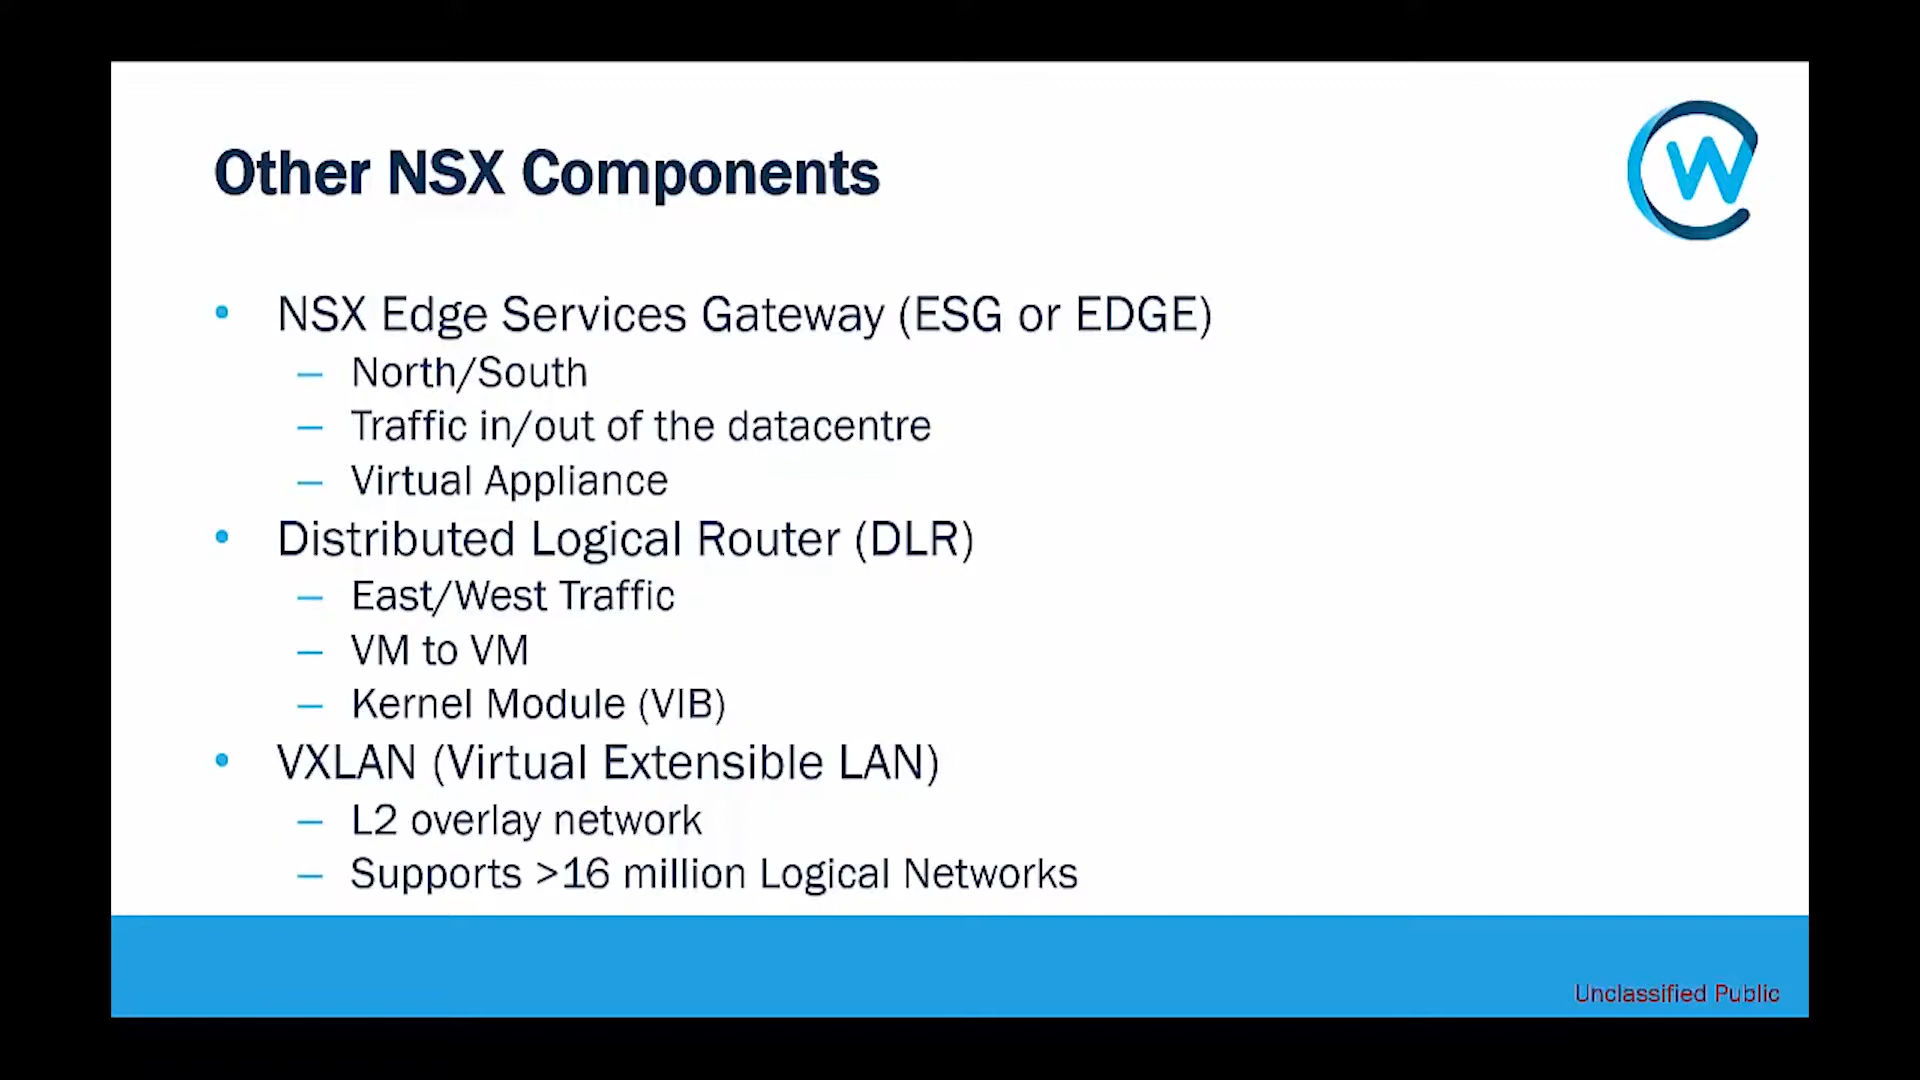 Other NSX Components
W
• NSX Edge Services Gateway (ESG or EDGE)
– North/South
– Traffic in/out of the datacentre
– Virtual Appliance
• Distributed Logical Router (DLR)
– East/West Traffic
– VM to VM
– Kernel Module (VIB)
• VXLAN (Virtual Extensible LAN)
– L2 overlay network
– Supports >16 million Logical Networks
Unclassified Public